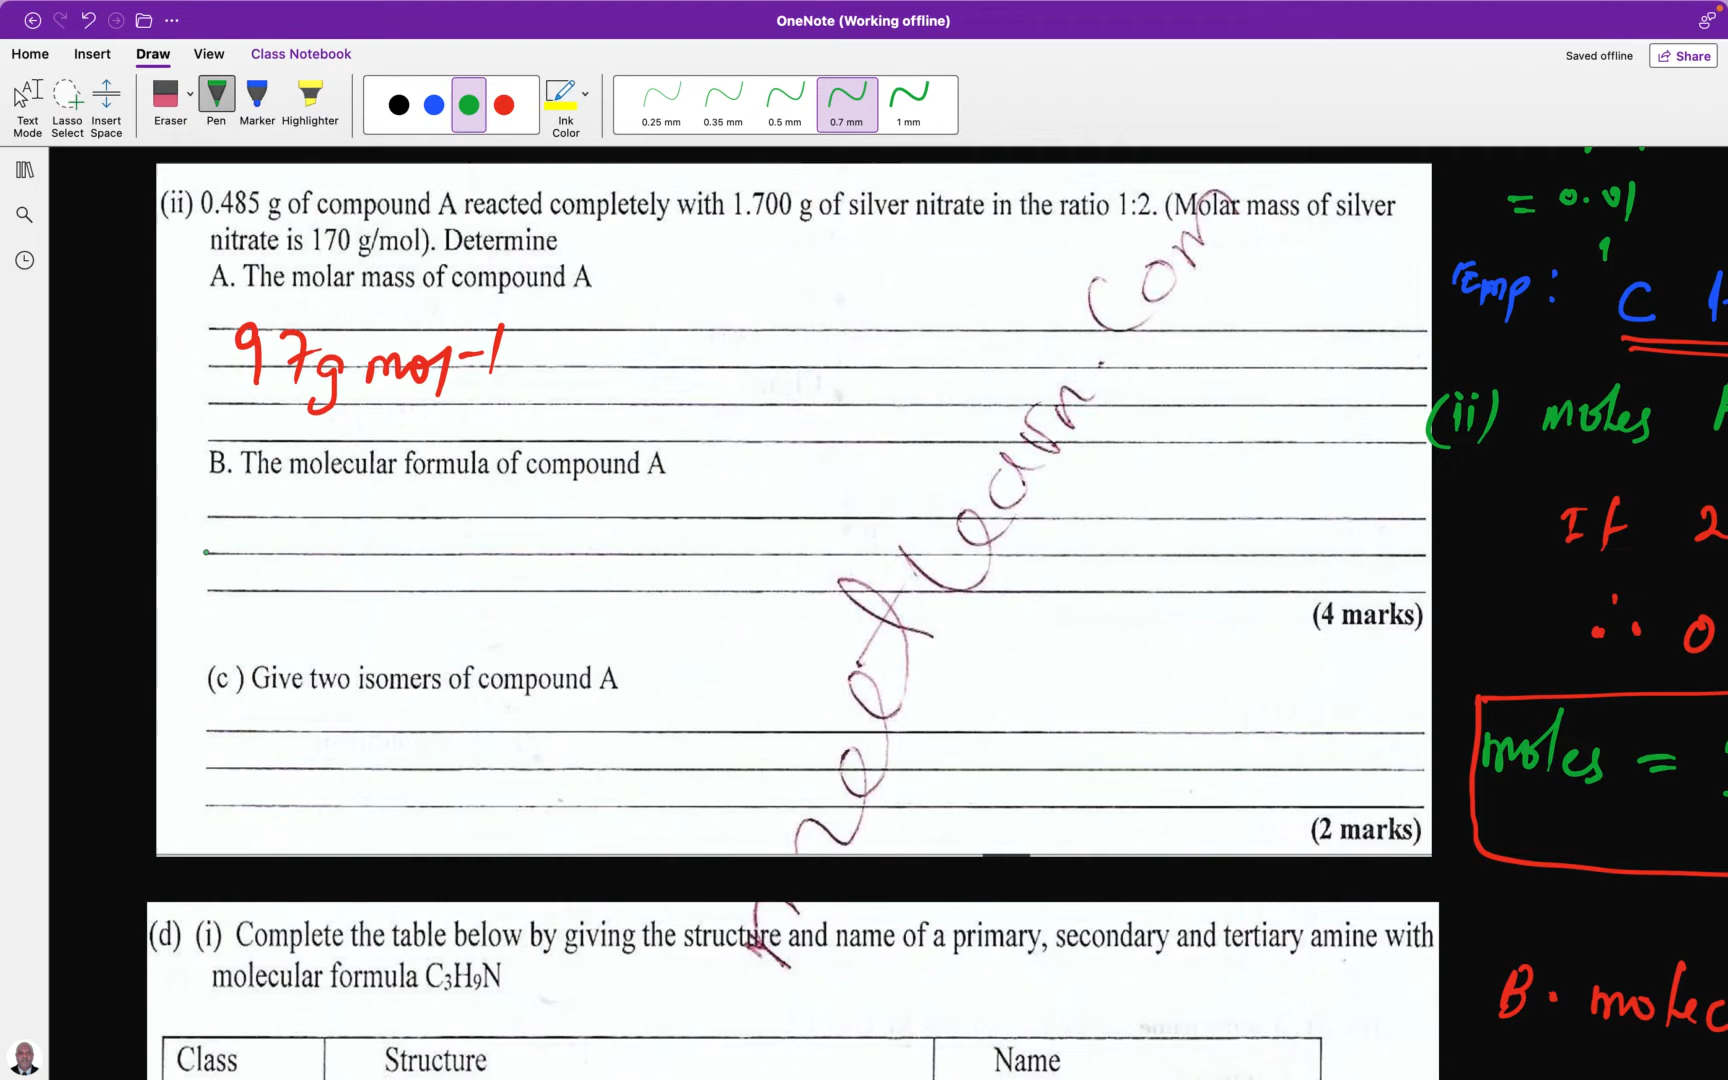 OneNote (Working offline)
Home Insert Draw View Class Notebook
Saved offline Share
Text Mode
Lasso Select
Insert Space
Eraser Pen Marker Highlighter
Ink Color
0.25 mm 0.35 mm 0.5 mm 0.7 mm 1 mm
(ii) 0.485 g of compound A reacted completely with 1.700 g of silver nitrate in the ratio 1:2. (Molar mass of silver
nitrate is 170 g/mol). Determine
A. The molar mass of compound A
97g mol-1
B. The molecular formula of compound A
(4 marks)
(c ) Give two isomers of compound A
(2 marks)
(d) (i) Complete the table below by giving the structure and name of a primary, secondary and tertiary amine with
molecular formula C₃H₉N
Class Structure Name
= 0.01
Emp: C
(ii) moles
If 2
∴ 0
moles =
B. molec